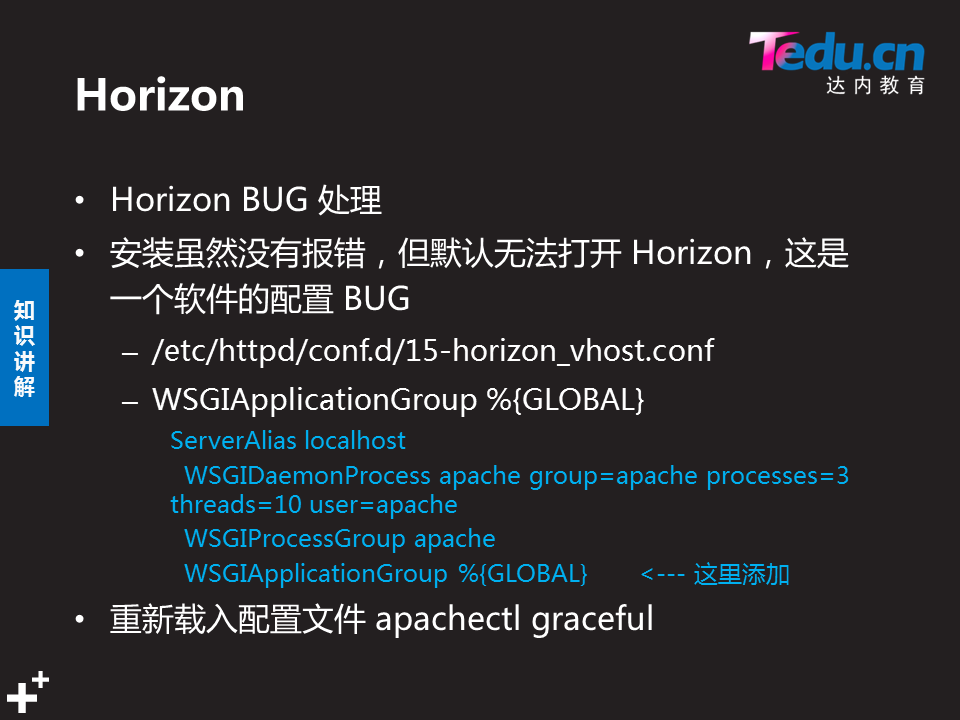 Tedu.cn
达内教育
Horizon
• Horizon BUG 处理
• 安装虽然没有报错，但默认无法打开 Horizon，这是
一个软件的配置 BUG
– /etc/httpd/conf.d/15-horizon_vhost.conf
– WSGIApplicationGroup %{GLOBAL}
ServerAlias localhost
WSGIDaemonProcess apache group=apache processes=3
threads=10 user=apache
WSGIProcessGroup apache
WSGIApplicationGroup %{GLOBAL} <--- 这里添加
• 重新载入配置文件 apachectl graceful
知识讲解